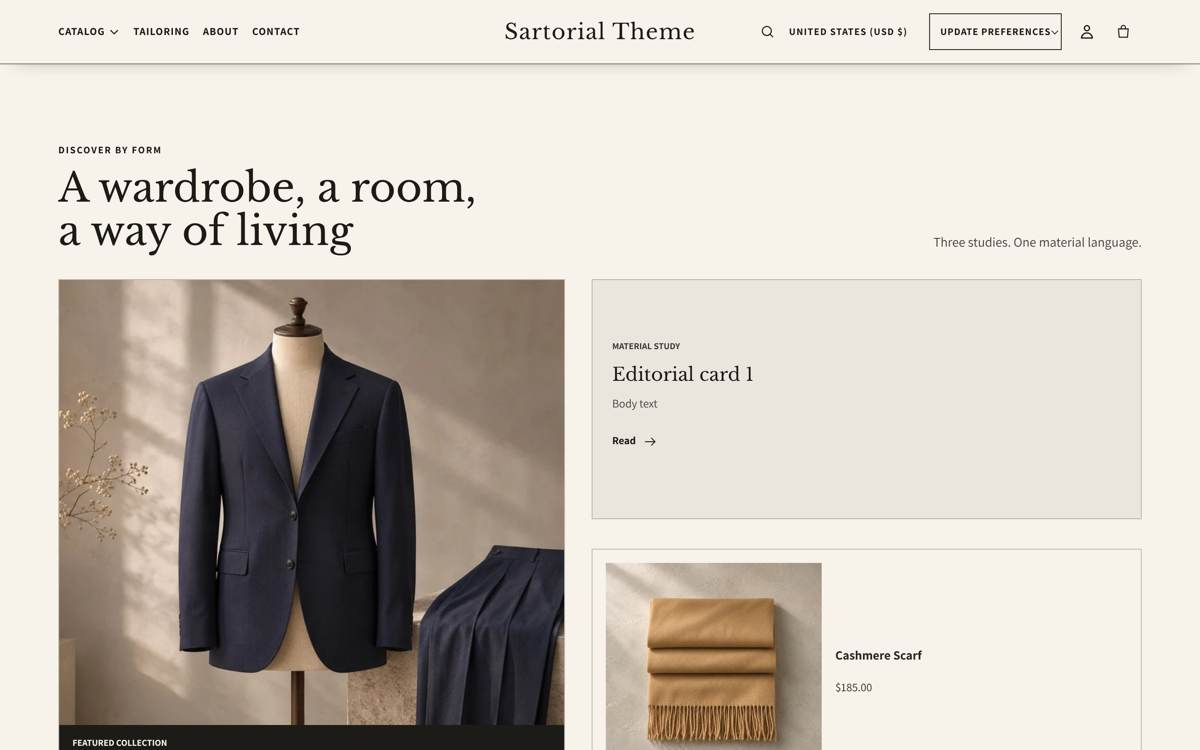 CATALOG
TAILORING
ABOUT
CONTACT
Sartorial Theme
UNITED STATES (USD $)
UPDATE PREFERENCES
DISCOVER BY FORM
A wardrobe, a room,
a way of living
Three studies. One material language.
MATERIAL STUDY
Editorial card 1
Body text
Read
Cashmere Scarf
$185.00
FEATURED COLLECTION